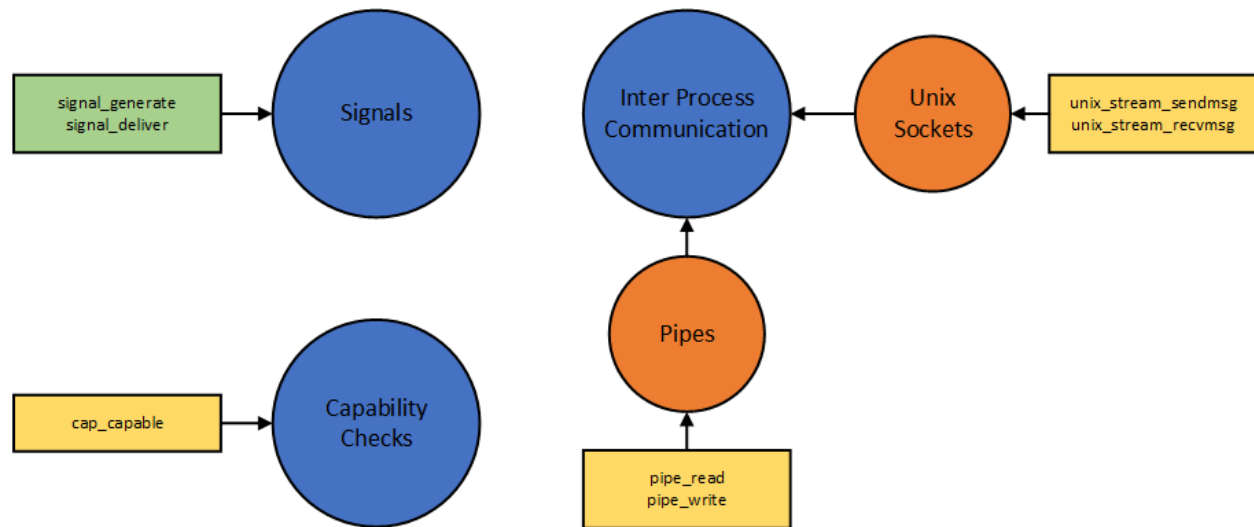 signal_generate
signal_deliver
Signals
Inter Process
Communication
Unix
Sockets
unix_stream_sendmsg
unix_stream_recvmsg
Pipes
cap_capable
Capability
Checks
pipe_read
pipe_write